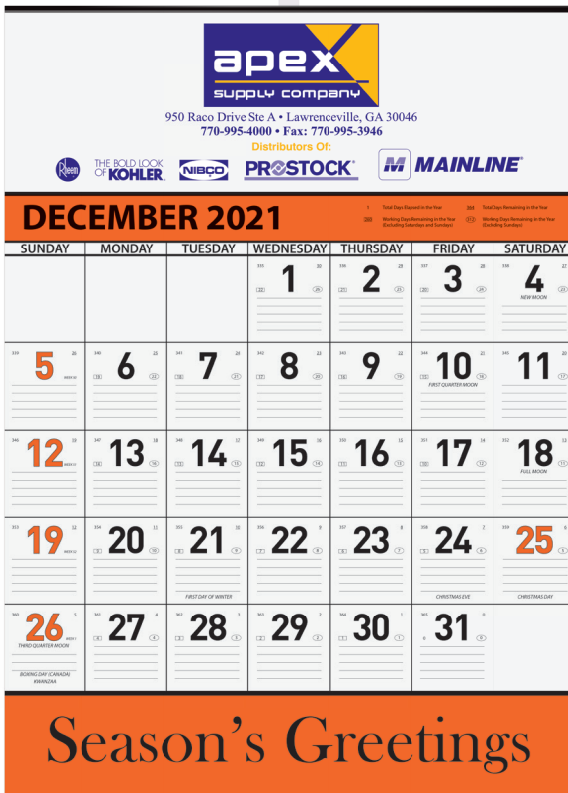 apex
supply company
950 Raco Drive Ste A • Lawrenceville, GA 30046
770-995-4000 • Fax: 770-995-3946
Distributors Of:
Rheem THE BOLD LOOK OF KOHLER. NIBCO PROSTOCK M MAINLINE
DECEMBER 2021
1 Total Days Elapsed in the Year 364 Total Days Remaining in the Year
Working Days Remaining in the Year (Excluding Saturdays and Sundays) Working Days Remaining in the Year (Excluding Sundays)
SUNDAY MONDAY TUESDAY WEDNESDAY THURSDAY FRIDAY SATURDAY
1 2 3 4
NEW MOON
5 6 7 8 9 10 11
FIRST QUARTER MOON
12 13 14 15 16 17 18
FULL MOON
19 20 21 22 23 24 25
FIRST DAY OF WINTER CHRISTMAS EVE CHRISTMAS DAY
26 27 28 29 30 31
THIRD QUARTER MOON
BOXING DAY (CANADA)
KWANZAA
Season's Greetings